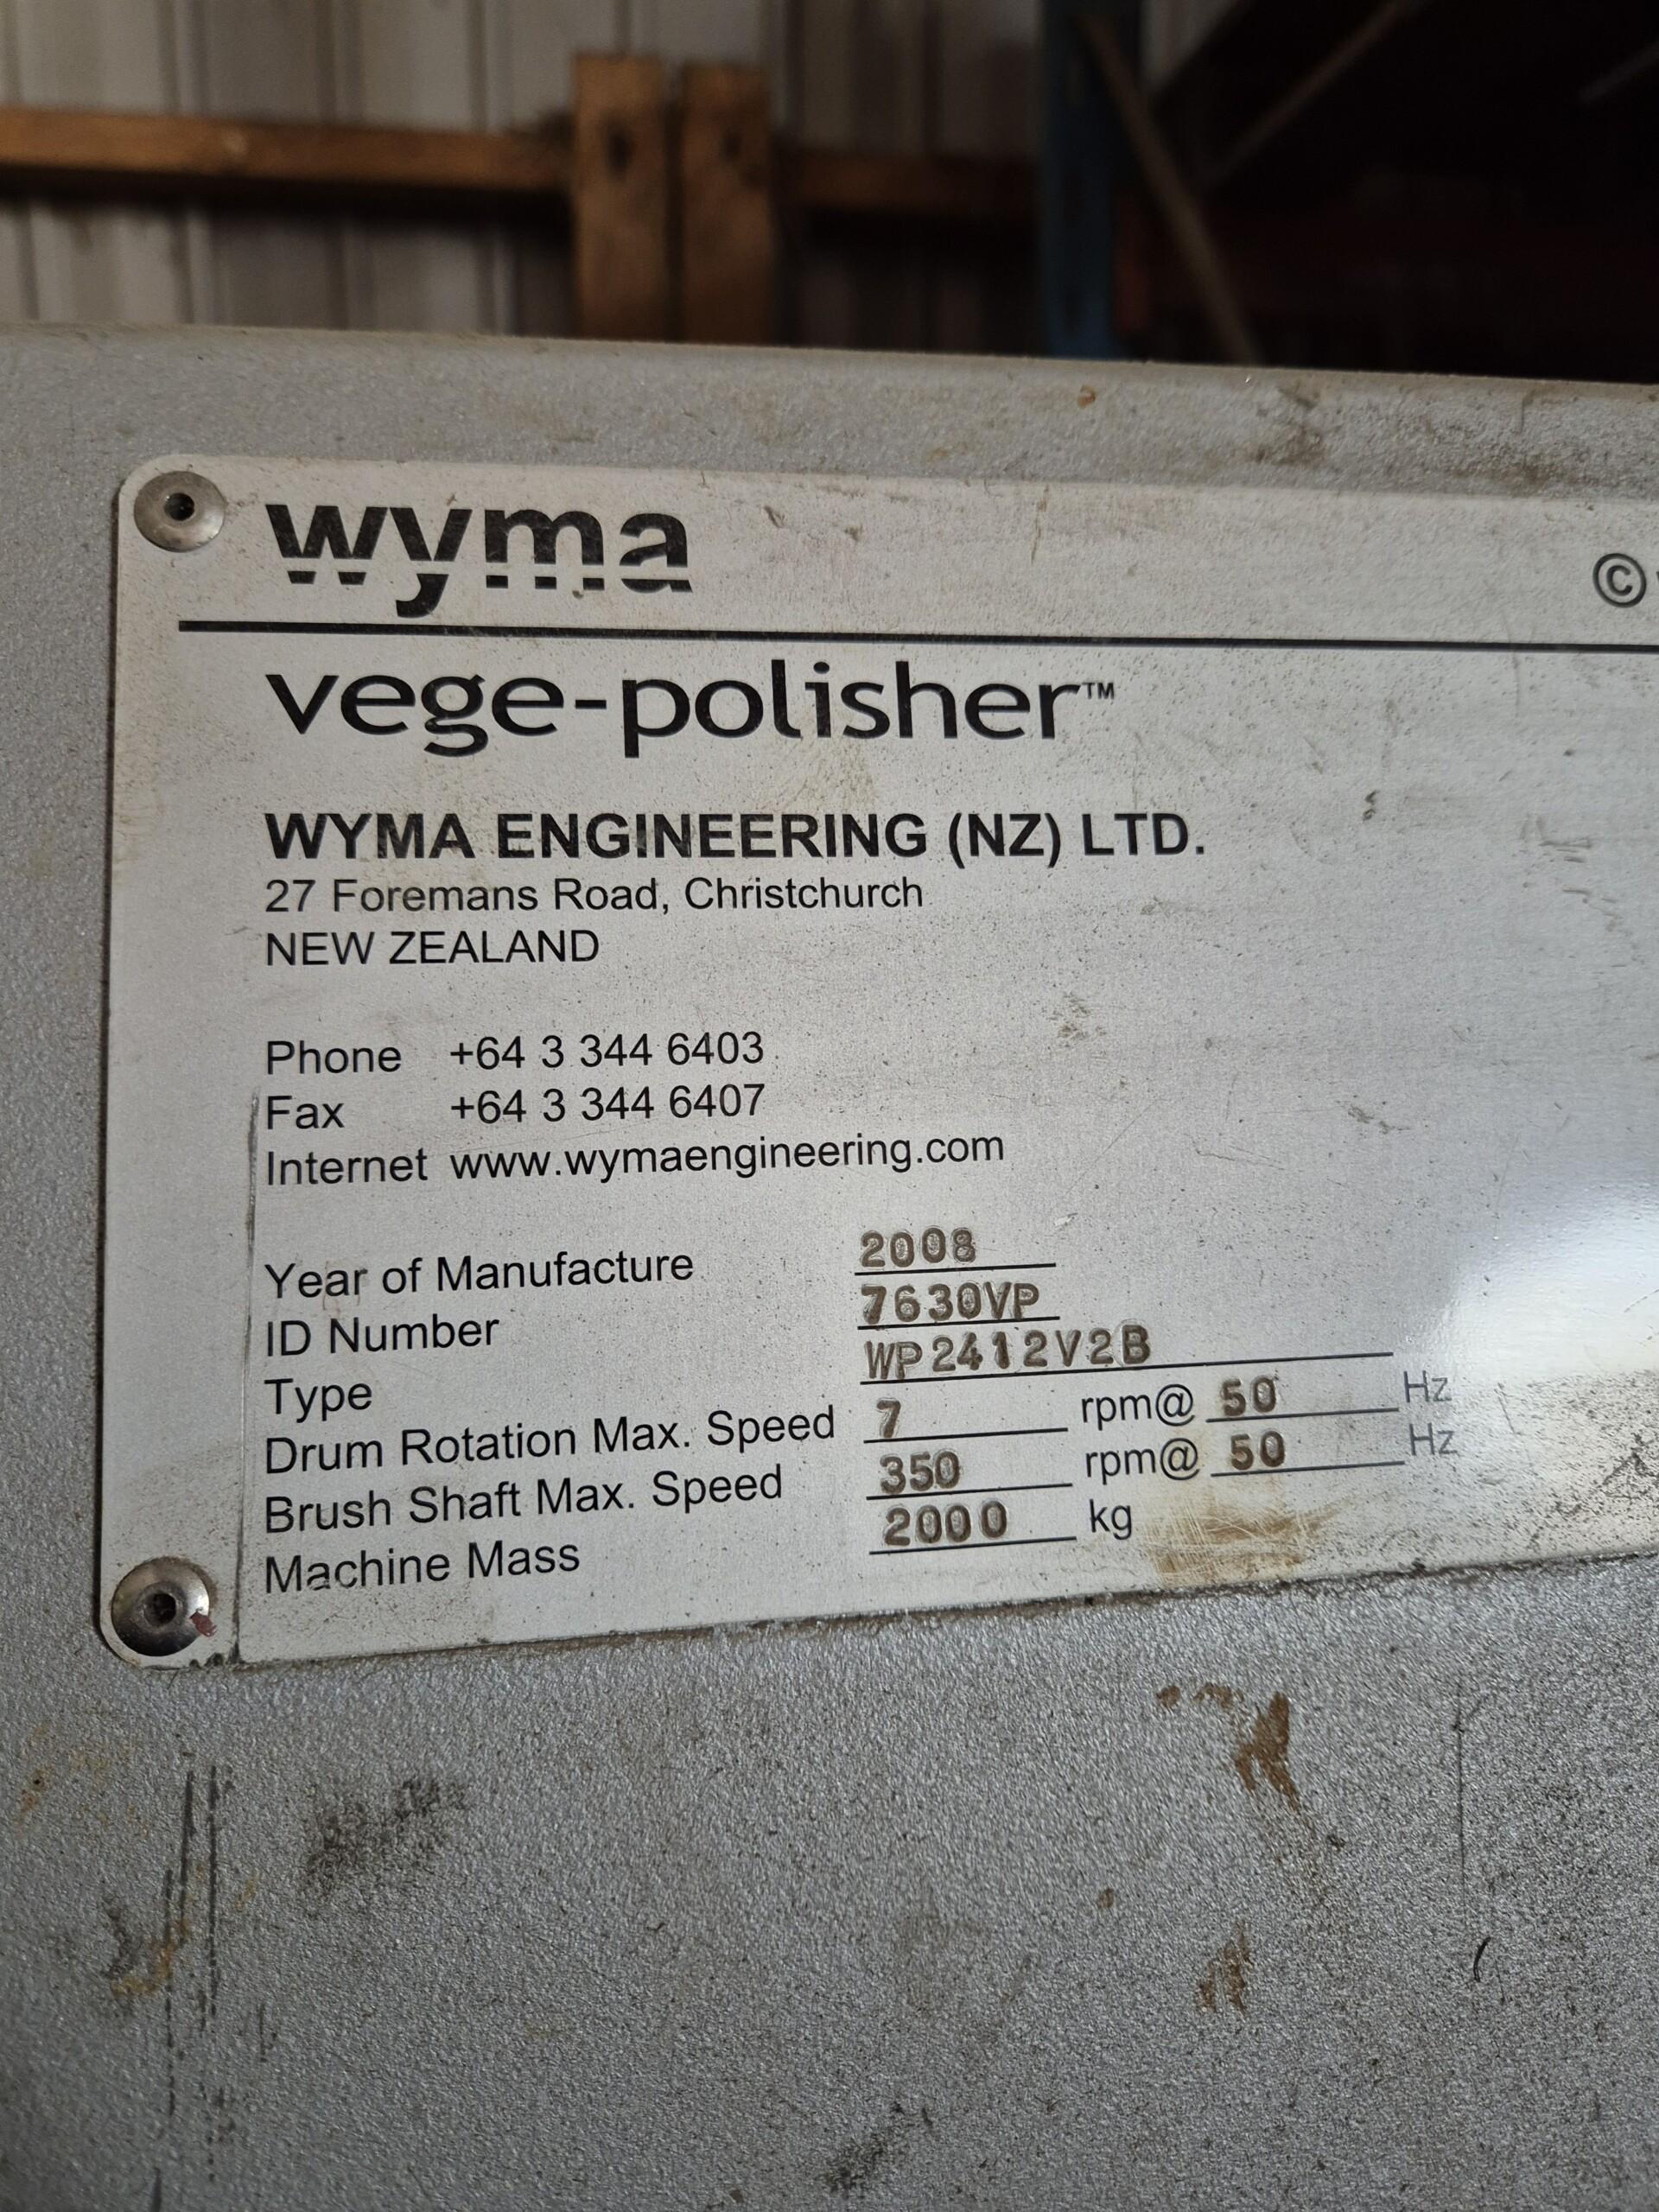 wyma
©
vege-polisher™
WYMA ENGINEERING (NZ) LTD.
27 Foremans Road, Christchurch
NEW ZEALAND
Phone +64 3 344 6403
Fax +64 3 344 6407
Internet www.wymaengineering.com
Year of Manufacture 2008
ID Number 7630VP
Type WP2412V2B
Drum Rotation Max. Speed 7 rpm@ 50 Hz
Brush Shaft Max. Speed 350 rpm@ 50 Hz
Machine Mass 2000 kg